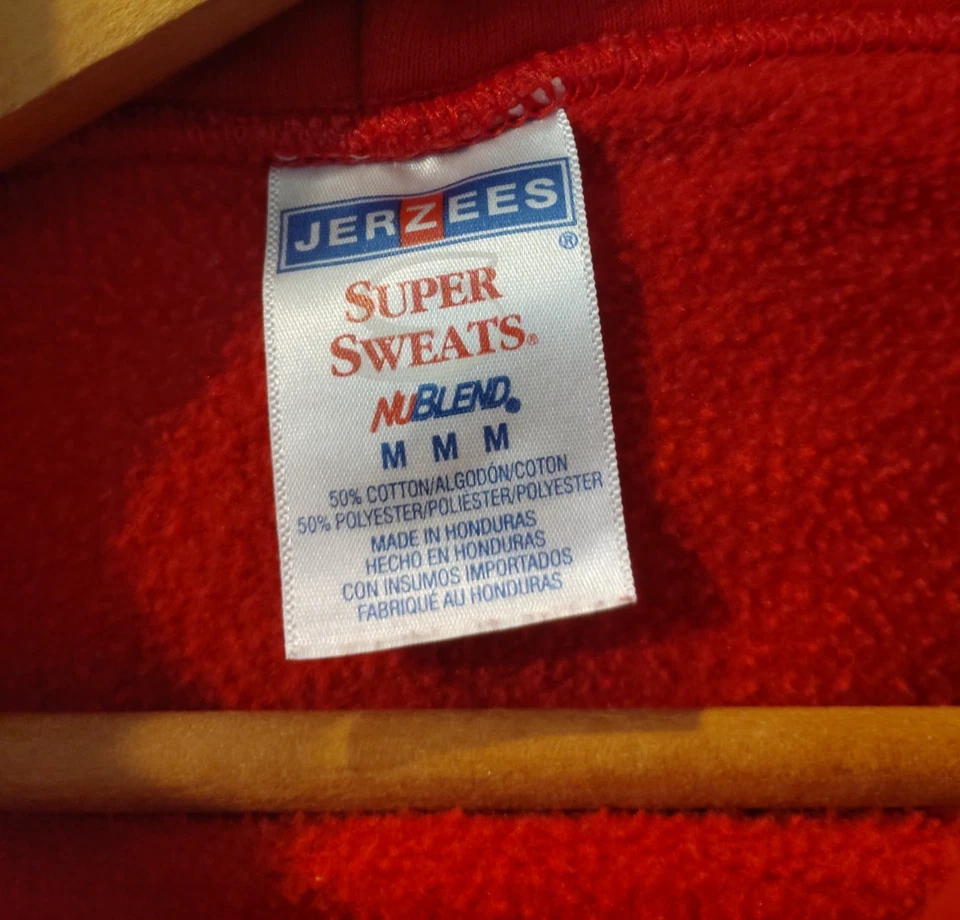 JERZEES
®
SUPER
SWEATS®
NUBLEND®
M M M
50% COTTON/ALGODÓN/COTON
50% POLYESTER/POLIÉSTER/POLYESTER
MADE IN HONDURAS
HECHO EN HONDURAS
CON INSUMOS IMPORTADOS
FABRIQUÉ AU HONDURAS